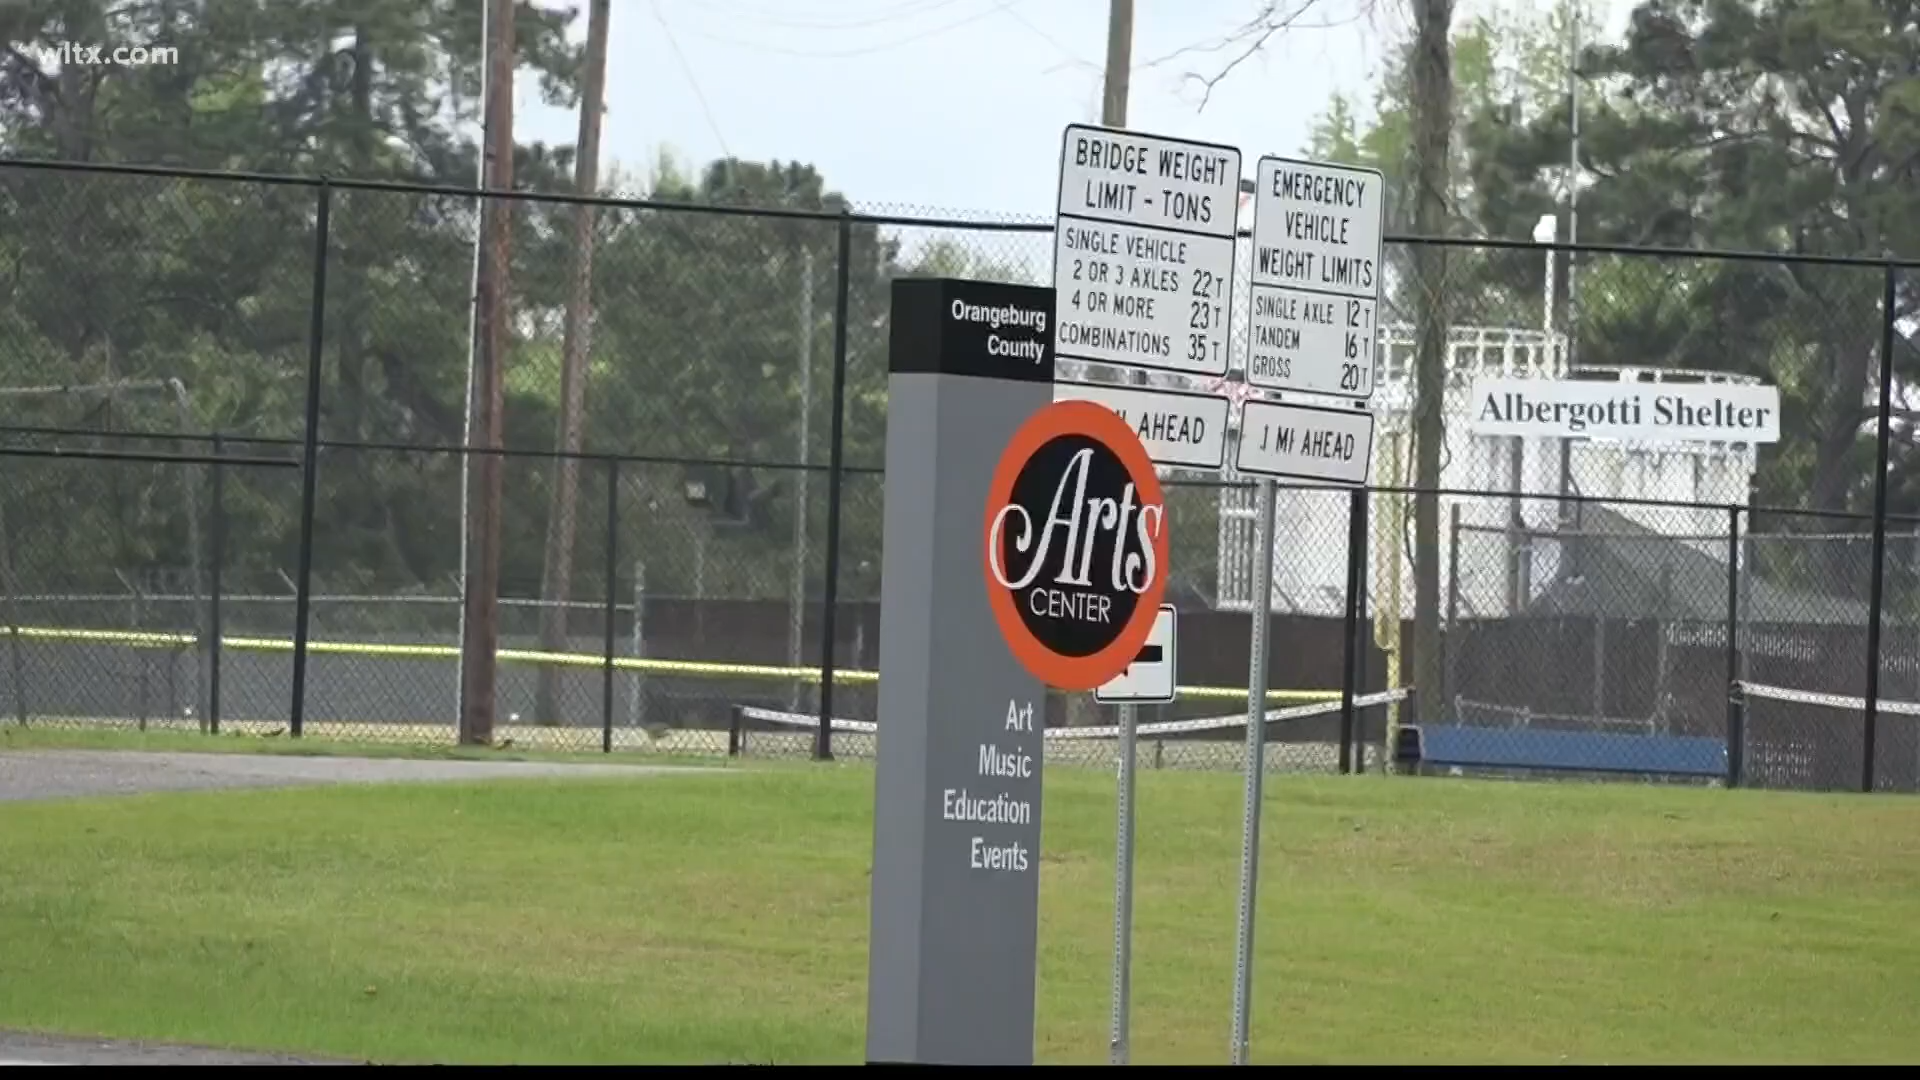 wltx.com
BRIDGE WEIGHT
LIMIT - TONS
SINGLE VEHICLE
2 OR 3 AXLES 22 T
4 OR MORE 23 T
COMBINATIONS 35 T
AHEAD
EMERGENCY
VEHICLE
WEIGHT LIMITS
SINGLE AXLE 12 T
TANDEM 16 T
GROSS 20 T
1 MI AHEAD
Orangeburg
County
Arts
CENTER
Art
Music
Education
Events
Albergotti Shelter